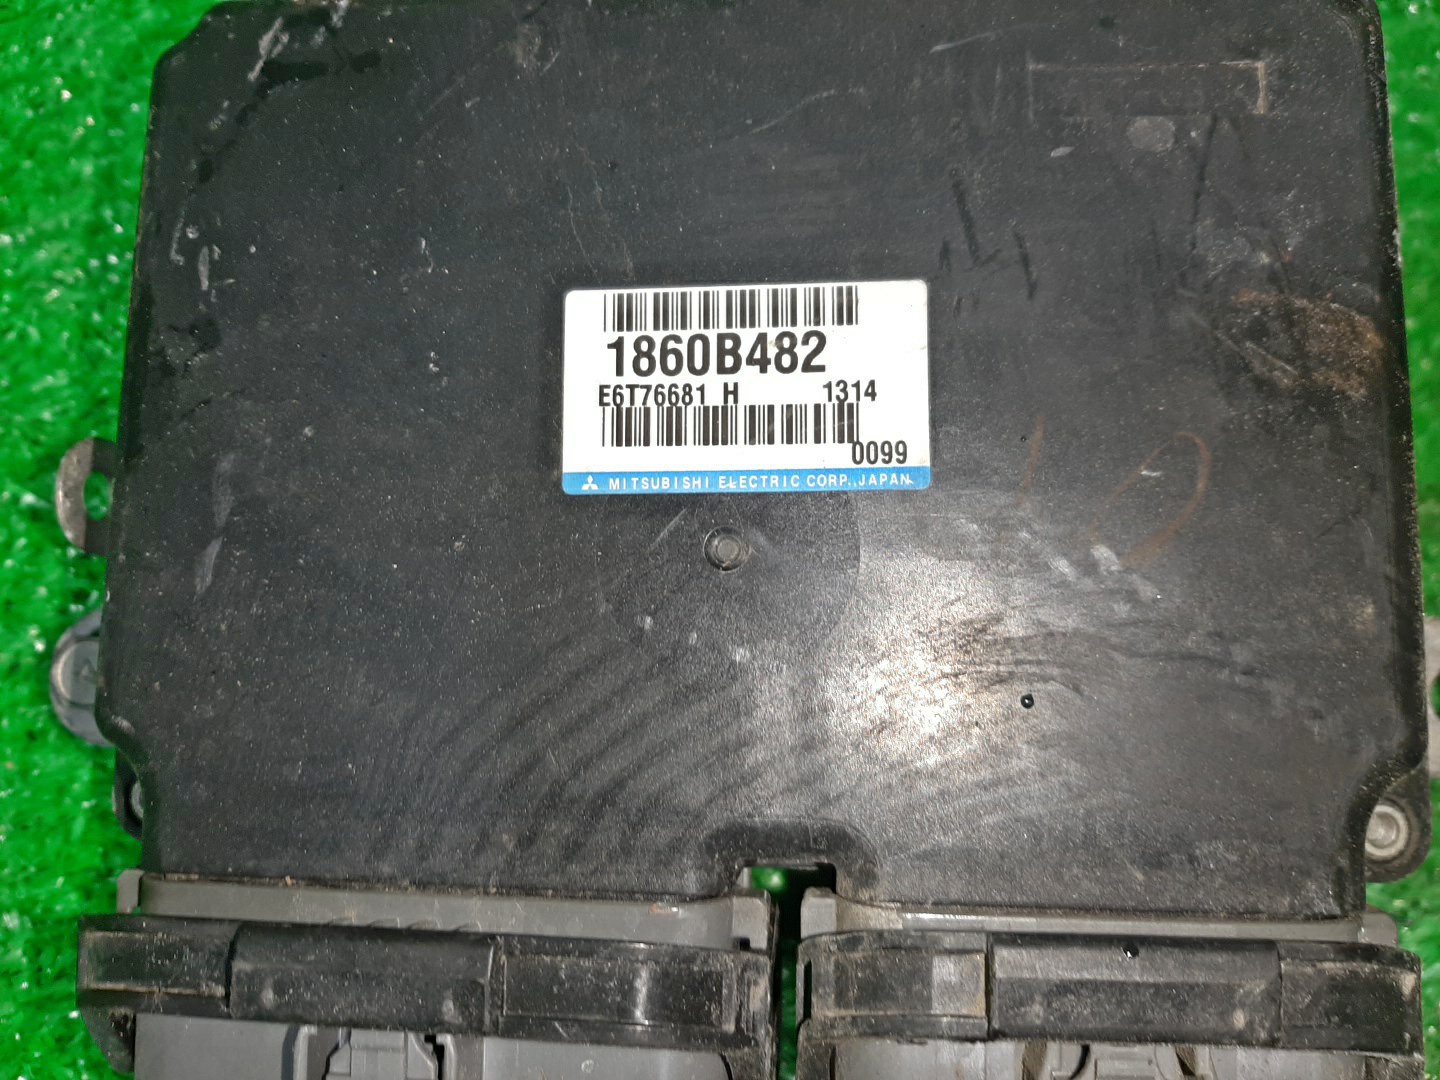 1860B482
E6T76681 H 1314
0099
MITSUBISHI ELECTRIC CORP. JAPAN